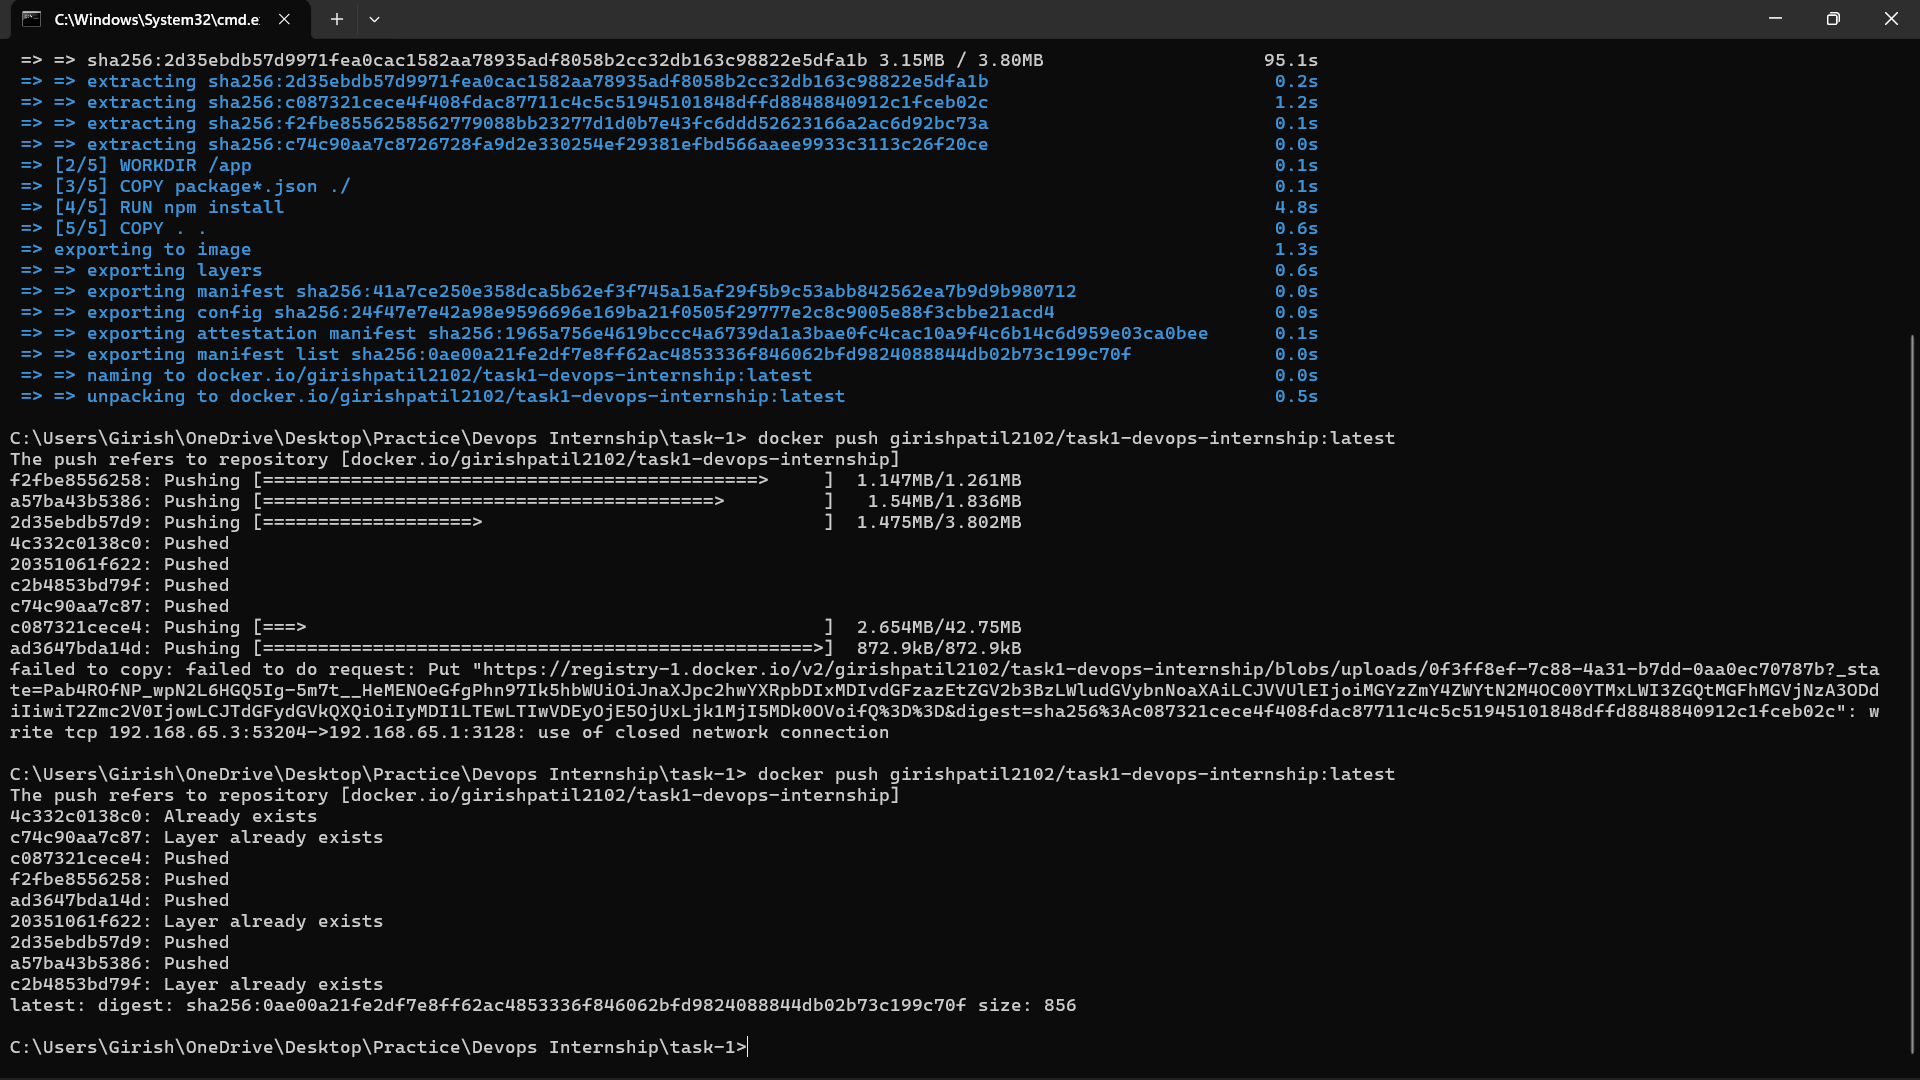 C:\Windows\System32\cmd.e
=> => sha256:2d35ebdb57d9971fea0cac1582aa78935adf8058b2cc32db163c98822e5dfa1b 3.15MB / 3.80MB 95.1s
=> => extracting sha256:2d35ebdb57d9971fea0cac1582aa78935adf8058b2cc32db163c98822e5dfa1b 0.2s
=> => extracting sha256:c087321cece4f408fdac87711c4c5c51945101848dffd8848840912c1fceb02c 1.2s
=> => extracting sha256:f2fbe8556258562779088bb23277d1d0b7e43fc6ddd52623166a2ac6d92bc73a 0.1s
=> => extracting sha256:c74c90aa7c8726728fa9d2e330254ef29381efbd566aaee9933c3113c26f20ce 0.0s
=> [2/5] WORKDIR /app 0.1s
=> [3/5] COPY package*.json ./ 0.1s
=> [4/5] RUN npm install 4.8s
=> [5/5] COPY . . 0.6s
=> exporting to image 1.3s
=> => exporting layers 0.6s
=> => exporting manifest sha256:41a7ce250e358dca5b62ef3f745a15af29f5b9c53abb842562ea7b9d9b980712 0.0s
=> => exporting config sha256:24f47e7e42a98e9596696e169ba21f0505f29777e2c8c9005e88f3cbbe21acd4 0.0s
=> => exporting attestation manifest sha256:1965a756e4619bccc4a6739da1a3bae0fc4cac10a9f4c6b14c6d959e03ca0bee 0.1s
=> => exporting manifest list sha256:0ae00a21fe2df7e8ff62ac4853336f846062bfd9824088844db02b73c199c70f 0.0s
=> => naming to docker.io/girishpatil2102/task1-devops-internship:latest 0.0s
=> => unpacking to docker.io/girishpatil2102/task1-devops-internship:latest 0.5s
C:\Users\Girish\OneDrive\Desktop\Practice\Devops Internship\task-1> docker push girishpatil2102/task1-devops-internship:latest
The push refers to repository [docker.io/girishpatil2102/task1-devops-internship]
f2fbe8556258: Pushing [=============================================>     ] 1.147MB/1.261MB
a57ba43b5386: Pushing [=========================================>         ] 1.54MB/1.836MB
2d35ebdb57d9: Pushing [===================>                               ] 1.475MB/3.802MB
4c332c0138c0: Pushed
20351061f622: Pushed
c2b4853bd79f: Pushed
c74c90aa7c87: Pushed
c087321cece4: Pushing [===>                                               ] 2.654MB/42.75MB
ad3647bda14d: Pushing [==================================================>] 872.9kB/872.9kB
failed to copy: failed to do request: Put "https://registry-1.docker.io/v2/girishpatil2102/task1-devops-internship/blobs/uploads/0f3ff8ef-7c88-4a31-b7dd-0aa0ec70787b?_sta
te=Pab4ROfNP_wpN2L6HGQ5Ig-5m7t__HeMENOeGfgPhn97Ik5hbWUiOiJnaXJpc2hwYXRpbDIxMDIvdGFzazEtZGV2b3BzLWludGVybnNoaXAiLCJVVUlEIjoiMGYzZmY4ZWYtN2M4OC00YTMxLWI3ZGQtMGFhMGVjNzA3ODd
iIiwiT2Zmc2V0IjowLCJTdGFydGVkQXQiOiIyMDI1LTEwLTIwVDEyOjE5OjUxLjk1MjI5MDk0OVoifQ%3D%3D&digest=sha256%3Ac087321cece4f408fdac87711c4c5c51945101848dffd8848840912c1fceb02c": w
rite tcp 192.168.65.3:53204->192.168.65.1:3128: use of closed network connection
C:\Users\Girish\OneDrive\Desktop\Practice\Devops Internship\task-1> docker push girishpatil2102/task1-devops-internship:latest
The push refers to repository [docker.io/girishpatil2102/task1-devops-internship]
4c332c0138c0: Already exists
c74c90aa7c87: Layer already exists
c087321cece4: Pushed
f2fbe8556258: Pushed
ad3647bda14d: Pushed
20351061f622: Layer already exists
2d35ebdb57d9: Pushed
a57ba43b5386: Pushed
c2b4853bd79f: Layer already exists
latest: digest: sha256:0ae00a21fe2df7e8ff62ac4853336f846062bfd9824088844db02b73c199c70f size: 856
C:\Users\Girish\OneDrive\Desktop\Practice\Devops Internship\task-1>